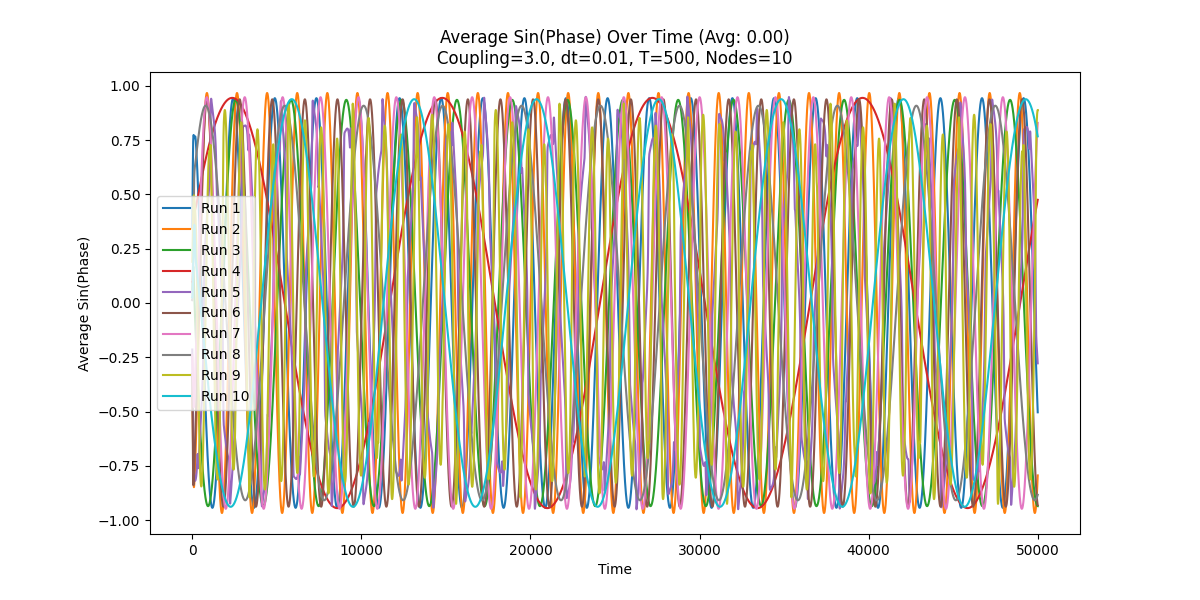 Average Sin(Phase) Over Time (Avg: 0.00)
Coupling=3.0, dt=0.01, T=500, Nodes=10
1.00
0.75
0.50
0.25
0.00
−0.25
−0.50
−0.75
−1.00
Average Sin(Phase)
Run 1
Run 2
Run 3
Run 4
Run 5
Run 6
Run 7
Run 8
Run 9
Run 10
0 10000 20000 30000 40000 50000
Time